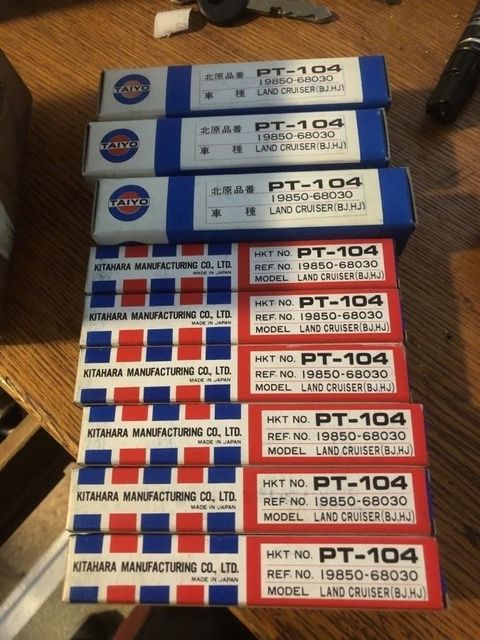 TAIYO
北原品番 PT-104
19850-68030
車種 LAND CRUISER(BJ,HJ)
TAIYO
北原品番 PT-104
19850-68030
車種 LAND CRUISER(BJ,HJ)
TAIYO
北原品番 PT-104
19850-68030
車種 LAND CRUISER(BJ,HJ)
KITAHARA MANUFACTURING CO., LTD.
MADE IN JAPAN
HKT NO. PT-104
REF. NO. 19850-68030
MODEL LAND CRUISER(BJ,HJ)
KITAHARA MANUFACTURING CO., LTD.
MADE IN JAPAN
HKT NO. PT-104
REF. NO. 19850-68030
MODEL LAND CRUISER(BJ,HJ)
KITAHARA MANUFACTURING CO., LTD.
MADE IN JAPAN
HKT NO. PT-104
REF. NO. 19850-68030
MODEL LAND CRUISER(BJ,HJ)
KITAHARA MANUFACTURING CO., LTD.
MADE IN JAPAN
HKT NO. PT-104
REF. NO. 19850-68030
MODEL LAND CRUISER(BJ,HJ)
KITAHARA MANUFACTURING CO., LTD.
MADE IN JAPAN
HKT NO. PT-104
REF. NO. 19850-68030
MODEL LAND CRUISER(BJ,HJ)
KITAHARA MANUFACTURING CO., LTD.
MADE IN JAPAN
HKT NO. PT-104
REF. NO. 19850-68030
MODEL LAND CRUISER(BJ,HJ)